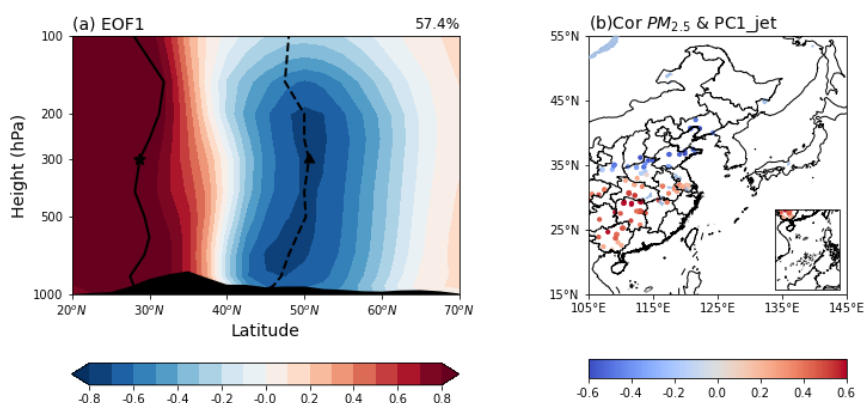 (a) EOF1 57.4%
100
200
300
500
1000
Height (hPa)
20°N 30°N 40°N 50°N 60°N 70°N
Latitude
-0.8 -0.6 -0.4 -0.2 -0.0 0.2 0.4 0.6 0.8
(b)Cor PM2.5 & PC1_jet
55°N
45°N
35°N
25°N
15°N
105°E 115°E 125°E 135°E 145°E
-0.6 -0.4 -0.2 0.0 0.2 0.4 0.6